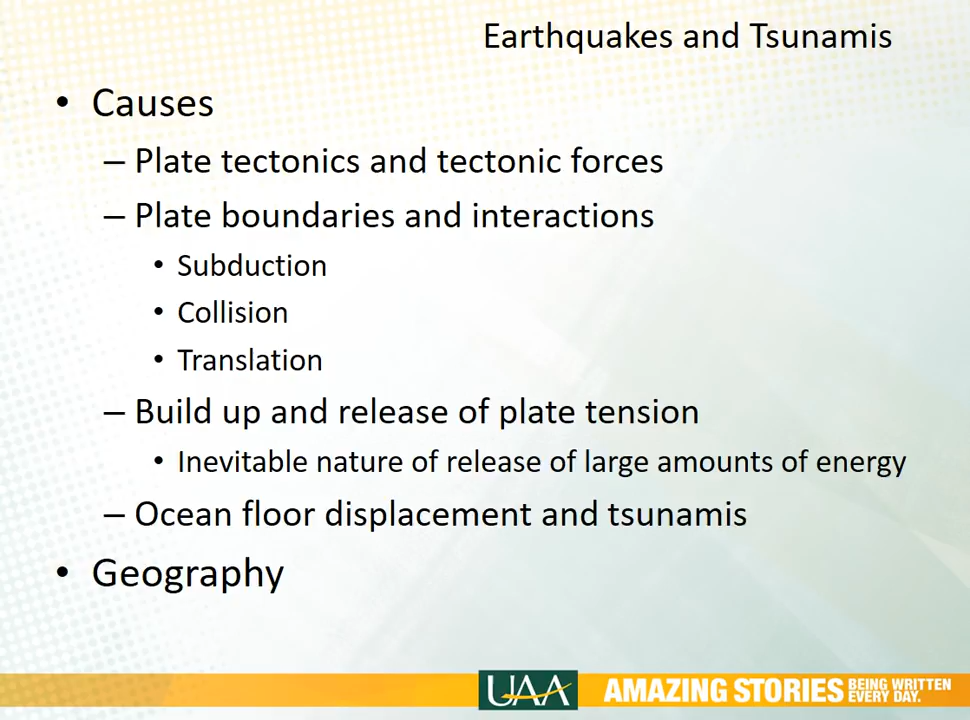 Earthquakes and Tsunamis
• Causes
– Plate tectonics and tectonic forces
– Plate boundaries and interactions
• Subduction
• Collision
• Translation
– Build up and release of plate tension
• Inevitable nature of release of large amounts of energy
– Ocean floor displacement and tsunamis
• Geography
UAA AMAZING STORIES BEING WRITTEN
EVERY DAY.